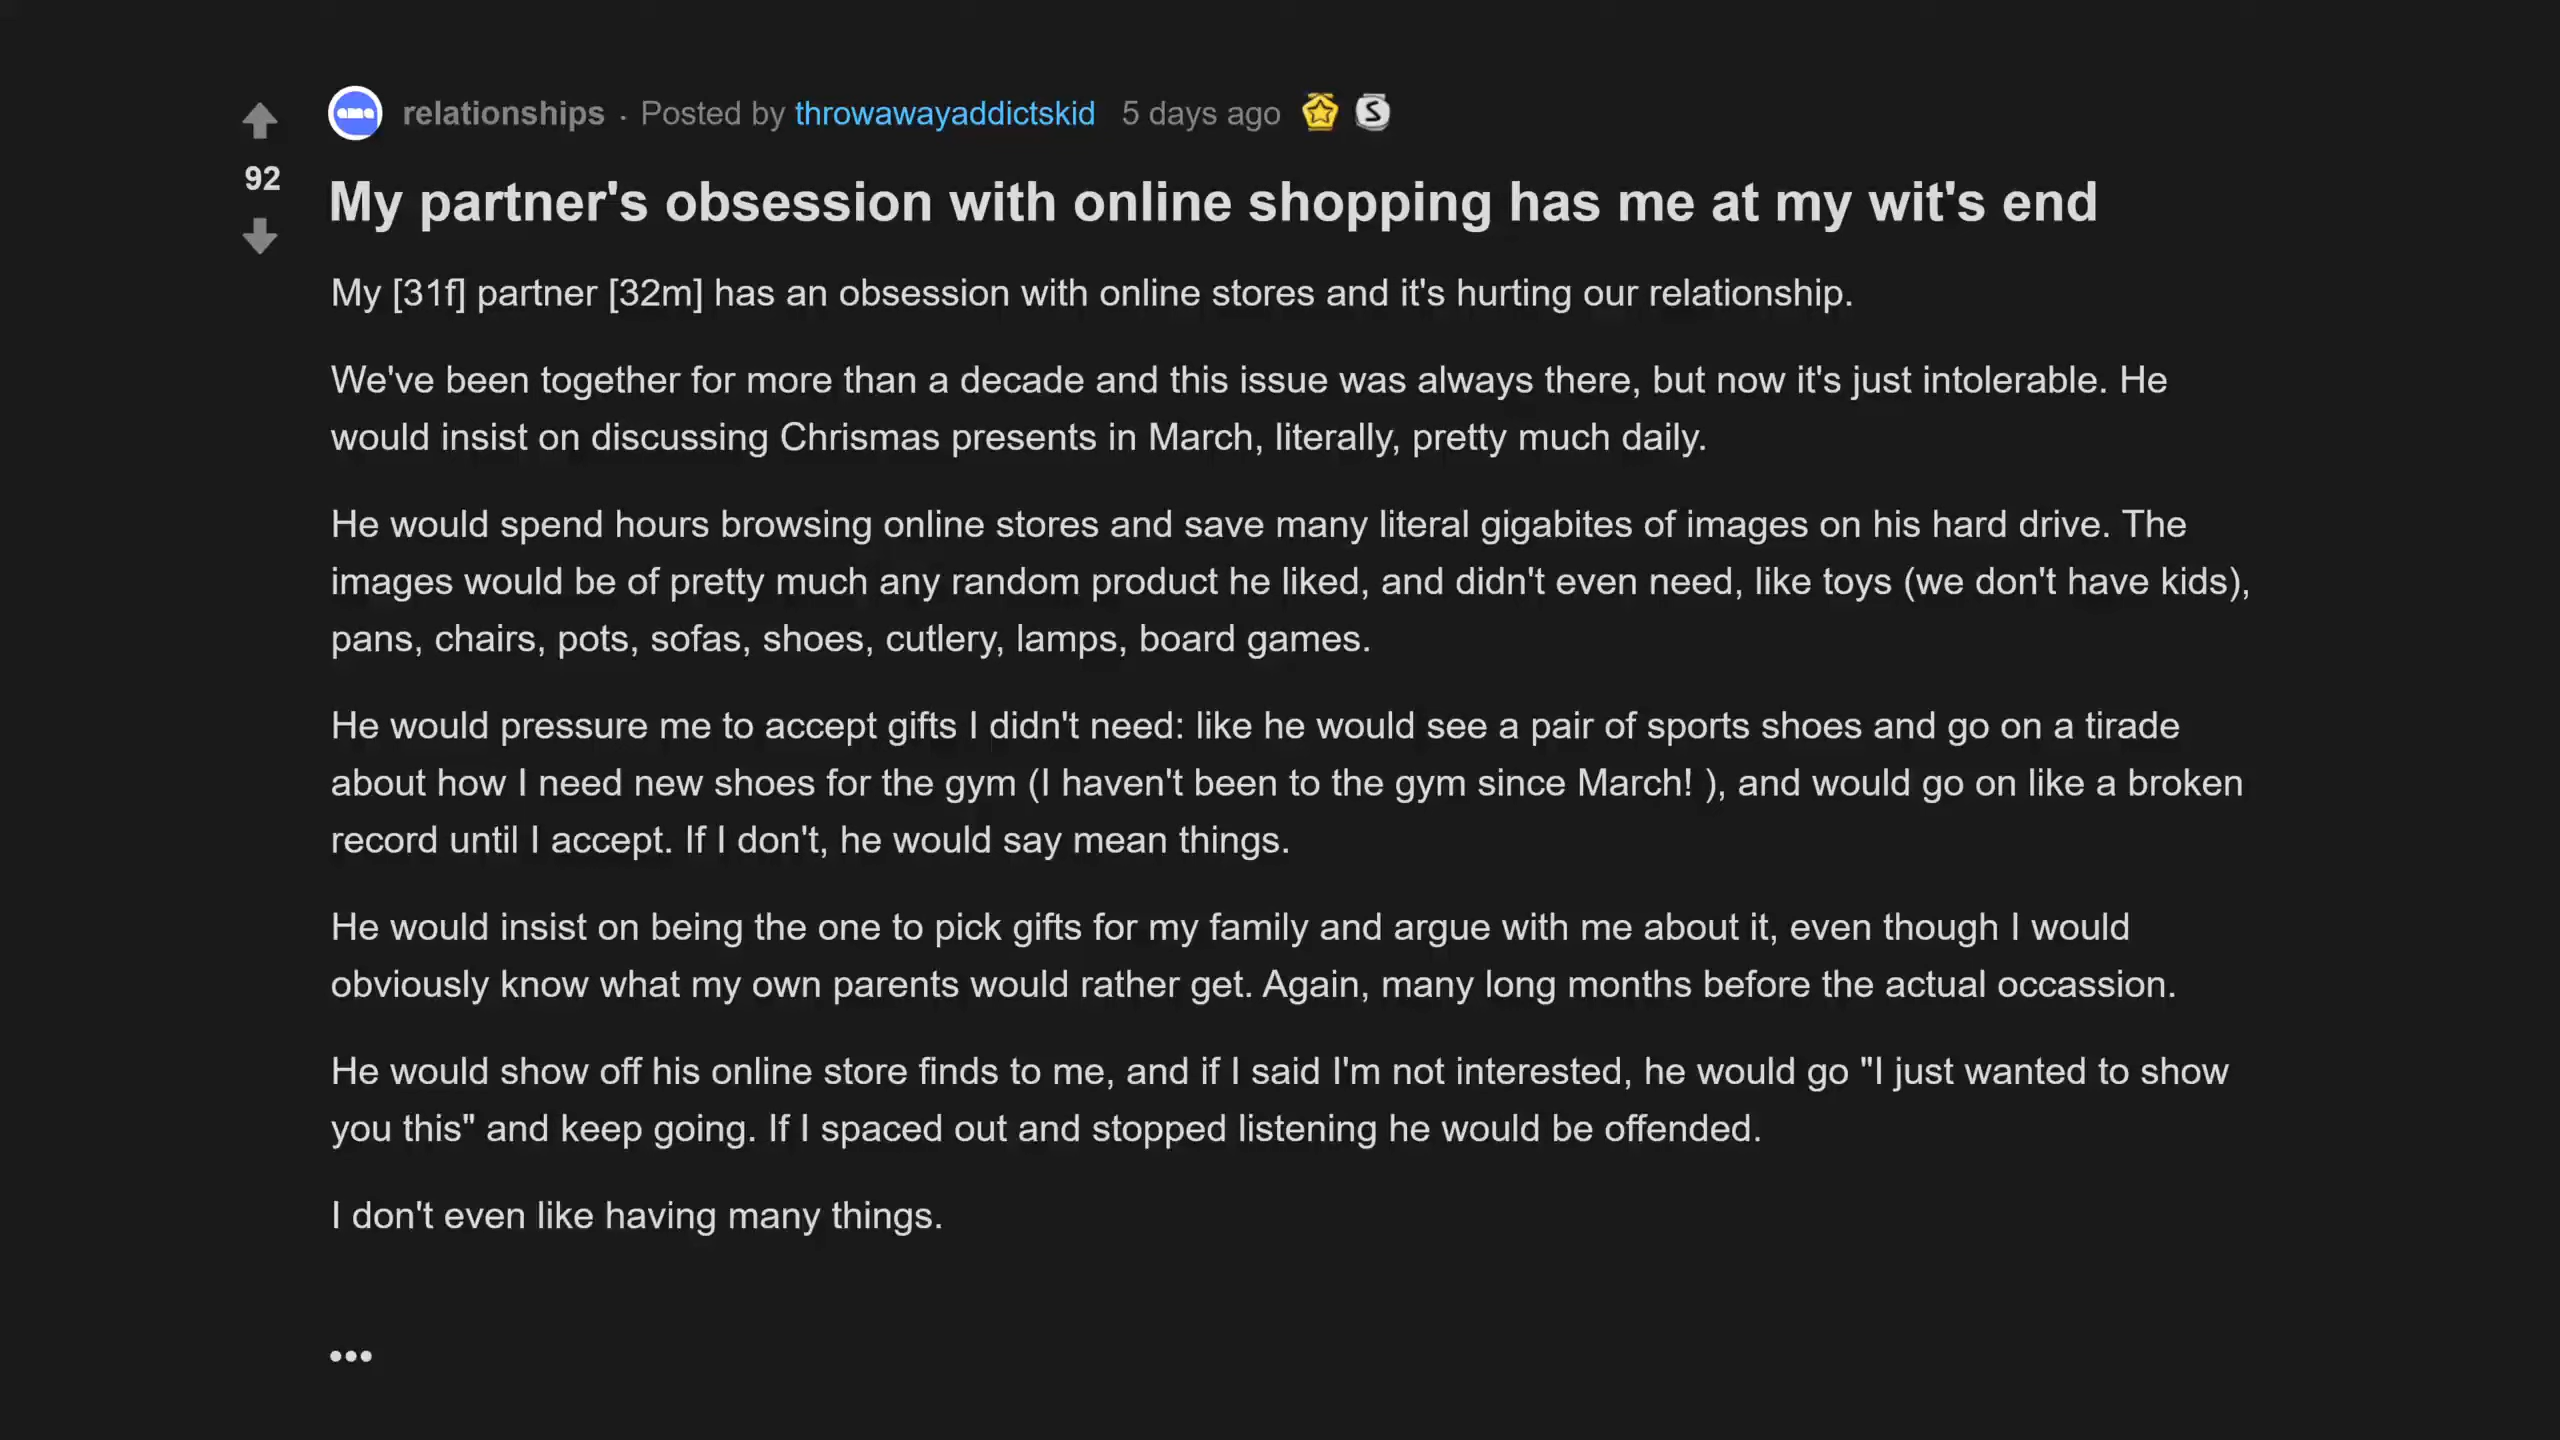 relationships · Posted by throwawayaddictskid 5 days ago
92
My partner's obsession with online shopping has me at my wit's end
My [31f] partner [32m] has an obsession with online stores and it's hurting our relationship.
We've been together for more than a decade and this issue was always there, but now it's just intolerable. He
would insist on discussing Chrismas presents in March, literally, pretty much daily.
He would spend hours browsing online stores and save many literal gigabites of images on his hard drive. The
images would be of pretty much any random product he liked, and didn't even need, like toys (we don't have kids),
pans, chairs, pots, sofas, shoes, cutlery, lamps, board games.
He would pressure me to accept gifts I didn't need: like he would see a pair of sports shoes and go on a tirade
about how I need new shoes for the gym (I haven't been to the gym since March! ), and would go on like a broken
record until I accept. If I don't, he would say mean things.
He would insist on being the one to pick gifts for my family and argue with me about it, even though I would
obviously know what my own parents would rather get. Again, many long months before the actual occassion.
He would show off his online store finds to me, and if I said I'm not interested, he would go "I just wanted to show
you this" and keep going. If I spaced out and stopped listening he would be offended.
I don't even like having many things.